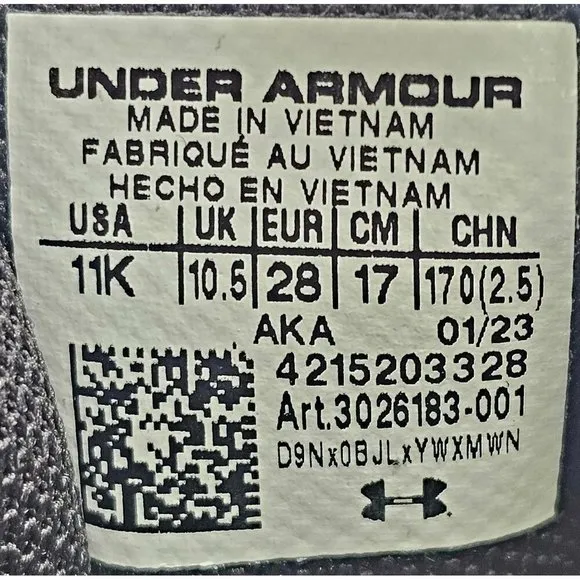 UNDER ARMOUR
MADE IN VIETNAM
FABRIQUÉ AU VIETNAM
HECHO EN VIETNAM
USA UK EUR CM CHN
11K 10.5 28 17 170(2.5)
AKA 01/23
4215203328
Art.3026183-001
D9Nx0BJLxYWXMWN